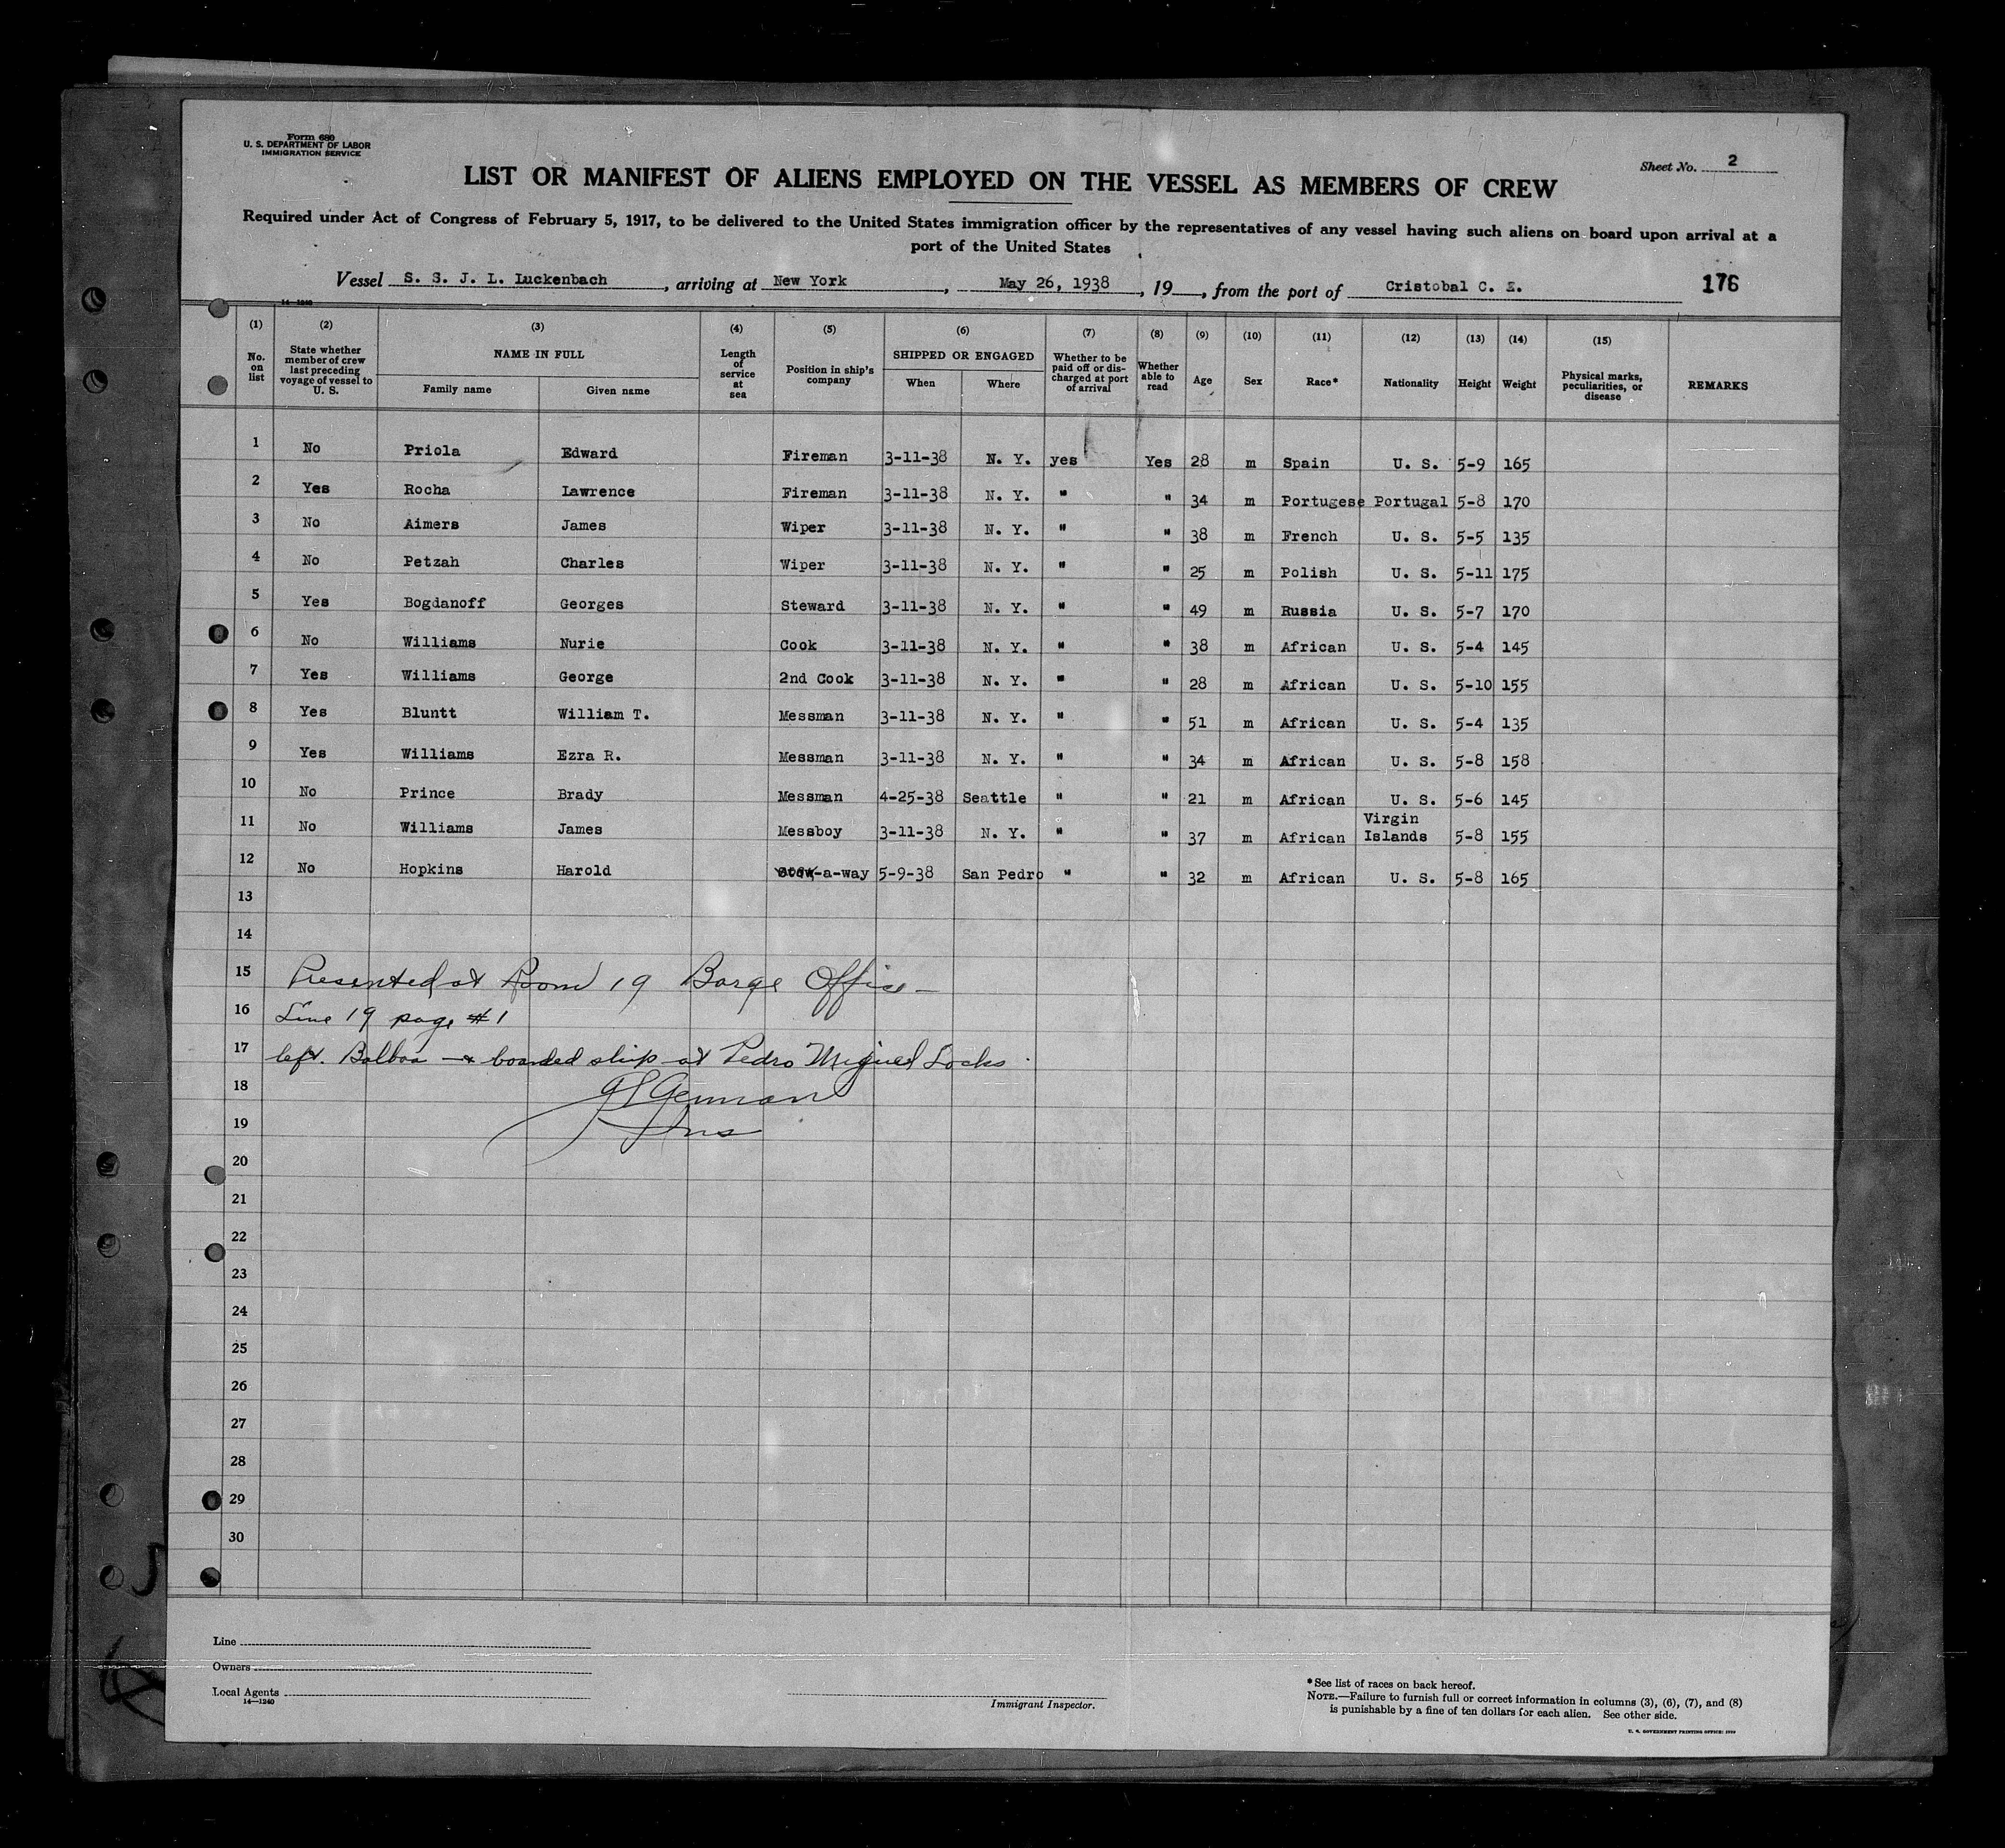 Form 680
U. S. DEPARTMENT OF LABOR
IMMIGRATION SERVICE
Sheet No. 2
LIST OR MANIFEST OF ALIENS EMPLOYED ON THE VESSEL AS MEMBERS OF CREW
Required under Act of Congress of February 5, 1917, to be delivered to the United States immigration officer by the representatives of any vessel having such aliens on board upon arrival at a
port of the United States
Vessel S. S. J. L. Luckenbach, arriving at New York, May 26, 1938, 19, from the port of Cristobal C. Z. 176
14—1240
(1) (2) (3) (4) (5) (6) (7) (8) (9) (10) (11) (12) (13) (14) (15)
No. on list State whether member of crew last preceding voyage of vessel to U. S. NAME IN FULL Family name Given name Length of service at sea Position in ship's company SHIPPED OR ENGAGED When Where Whether to be paid off or discharged at port of arrival Whether able to read Age Sex Race* Nationality Height Weight Physical marks, peculiarities, or disease REMARKS
1 No Priola Edward Fireman 3-11-38 N. Y. yes Yes 28 m Spain U. S. 5-9 165
2 Yes Rocha Lawrence Fireman 3-11-38 N. Y. " " 34 m Portugese Portugal 5-8 170
3 No Aimers James Wiper 3-11-38 N. Y. " " 38 m French U. S. 5-5 135
4 No Petzah Charles Wiper 3-11-38 N. Y. " " 25 m Polish U. S. 5-11 175
5 Yes Bogdanoff Georges Steward 3-11-38 N. Y. " " 49 m Russia U. S. 5-7 170
6 No Williams Nurie Cook 3-11-38 N. Y. " " 38 m African U. S. 5-4 145
7 Yes Williams George 2nd Cook 3-11-38 N. Y. " " 28 m African U. S. 5-10 155
8 Yes Bluntt William T. Messman 3-11-38 N. Y. " " 51 m African U. S. 5-4 135
9 Yes Williams Ezra R. Messman 3-11-38 N. Y. " " 34 m African U. S. 5-8 158
10 No Prince Brady Messman 4-25-38 Seattle " " 21 m African U. S. 5-6 145
11 No Williams James Messboy 3-11-38 N. Y. " " 37 m African Virgin Islands 5-8 155
12 No Hopkins Harold Stow-a-way 5-9-38 San Pedro " " 32 m African U. S. 5-8 165
13
14
15 Presented at Room 19 Barge Office —
16 Line 19 page #1
17 left Balboa — & boarded ship at Pedro Miguel Locks
18 German
19 Ins
20
21
22
23
24
25
26
27
28
29
30
Line
Owners
Local Agents
14—1240
Immigrant Inspector.
*See list of races on back hereof.
NOTE.—Failure to furnish full or correct information in columns (3), (6), (7), and (8)
is punishable by a fine of ten dollars for each alien. See other side.
U. S. GOVERNMENT PRINTING OFFICE: